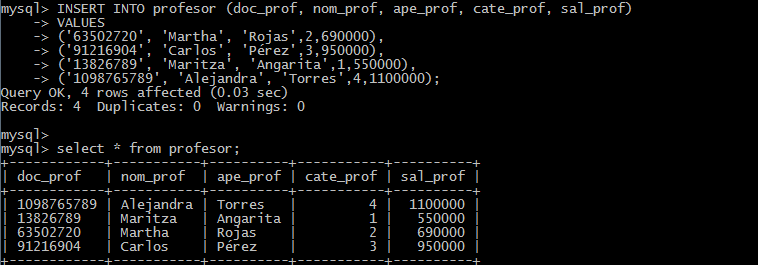 mysql> INSERT INTO profesor (doc_prof, nom_prof, ape_prof, cate_prof, sal_prof)
    -> VALUES
    -> ('63502720', 'Martha', 'Rojas',2,690000),
    -> ('91216904', 'Carlos', 'Pérez',3,950000),
    -> ('13826789', 'Maritza', 'Angarita',1,550000),
    -> ('1098765789', 'Alejandra', 'Torres',4,1100000);
Query OK, 4 rows affected (0.03 sec)
Records: 4  Duplicates: 0  Warnings: 0
mysql>
mysql> select * from profesor;
+------------+-----------+----------+-----------+----------+
| doc_prof   | nom_prof  | ape_prof | cate_prof | sal_prof |
+------------+-----------+----------+-----------+----------+
| 1098765789 | Alejandra | Torres   |         4 |  1100000 |
| 13826789   | Maritza   | Angarita |         1 |   550000 |
| 63502720   | Martha    | Rojas    |         2 |   690000 |
| 91216904   | Carlos    | Pérez    |         3 |   950000 |
+------------+-----------+----------+-----------+----------+